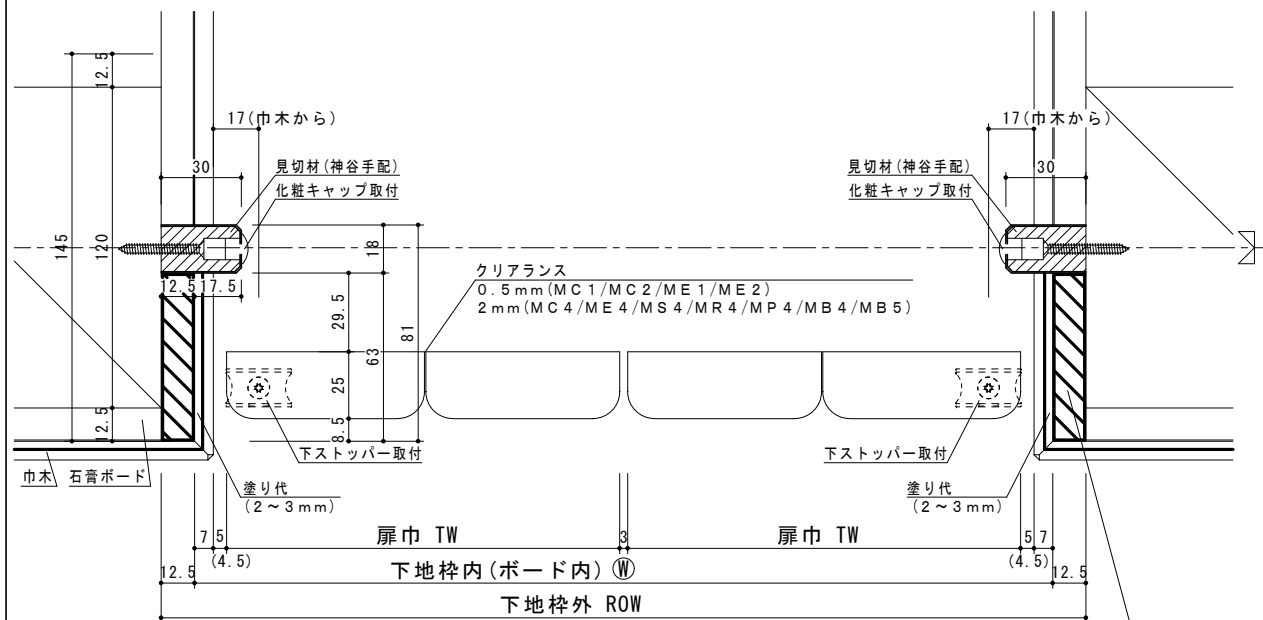 12.5
17(巾木から)
17(巾木から)
30
見切材(神谷手配)
化粧キャップ取付
見切材(神谷手配)
化粧キャップ取付
30
145
120
18
12.5
17.5
クリアランス
0.5mm(MC1/MC2/ME1/ME2)
2mm(MC4/ME4/MS4/MR4/MP4/MB4/MB5)
29.5
63
81
25
12.5
8.5
下ストッパー取付
下ストッパー取付
巾木
石膏ボード
塗り代
(2~3mm)
塗り代
(2~3mm)
7
5
扉巾 TW
3
扉巾 TW
5
7
(4.5)
(4.5)
12.5
下地枠内(ボード内) Ⓦ
12.5
下地枠外 ROW